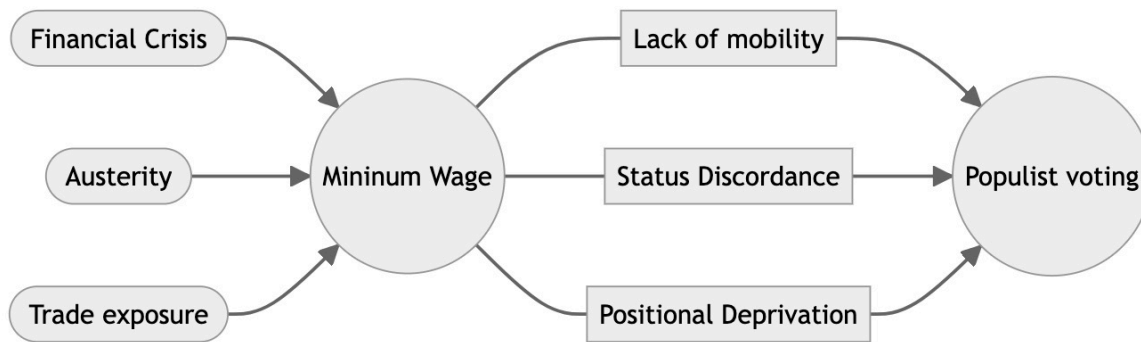 Financial Crisis
Austerity
Trade exposure
Mininum Wage
Lack of mobility
Status Discordance
Positional Deprivation
Populist voting